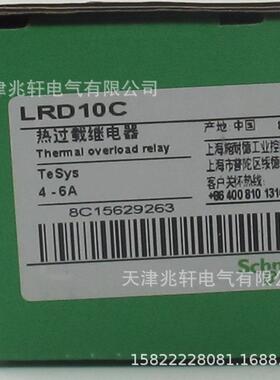 天津兆轩电气有限公司
LRD10C
热过载继电器
Thermal overload relay
TeSys
4 - 6A
8C15629263
产地 中国
上海施耐德工业控
上海市普陀区绥德
客户关怀热线:
+86 400 810 131
天津兆轩电气有限公司
Schn
15822228081.1688.